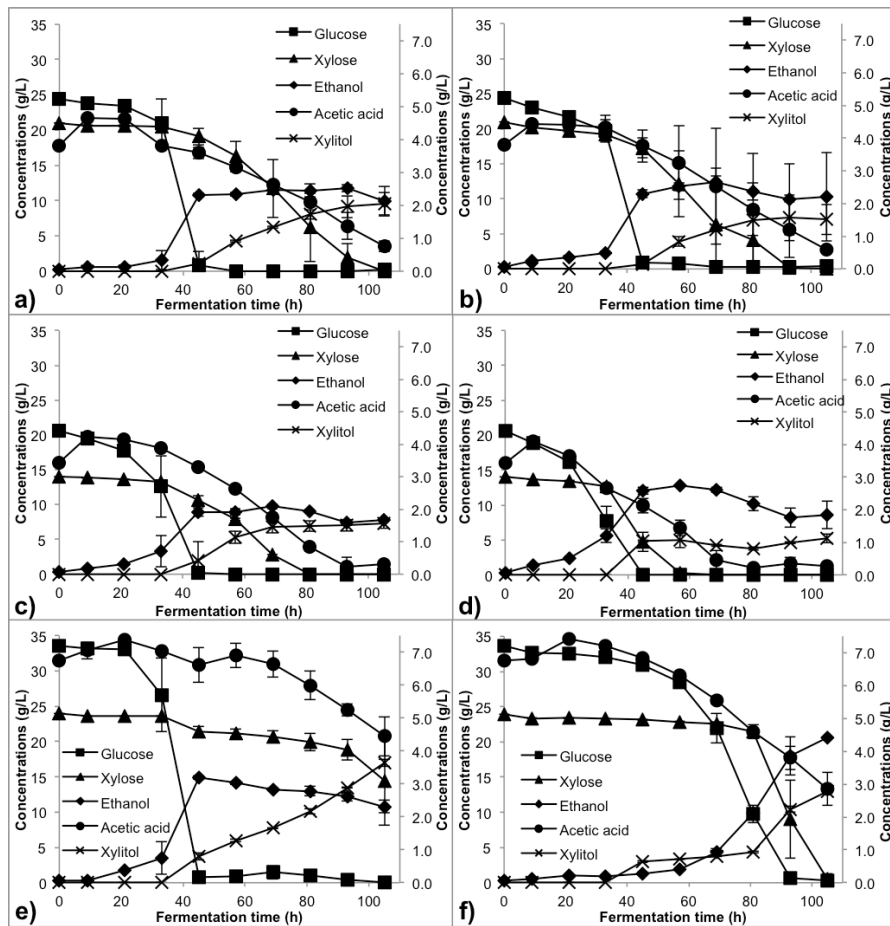 Concentrations (g/L)
35
30
25
20
15
10
5
0
Glucose
Xylose
Ethanol
Acetic acid
Xylitol
7.0
6.0
5.0
4.0
3.0
2.0
1.0
0.0
Concentrations (g/L)
0 20 40 60 80 100
a) Fermentation time (h)
Concentrations (g/L)
35
30
25
20
15
10
5
0
Glucose
Xylose
Ethanol
Acetic acid
Xylitol
7.0
6.0
5.0
4.0
3.0
2.0
1.0
0.0
Concentrations (g/L)
0 20 40 60 80 100
b) Fermentation time (h)
Concentrations (g/L)
35
30
25
20
15
10
5
0
Glucose
Xylose
Ethanol
Acetic acid
Xylitol
7.0
6.0
5.0
4.0
3.0
2.0
1.0
0.0
Concentrations (g/L)
0 20 40 60 80 100
c) Fermentation time (h)
Concentrations (g/L)
35
30
25
20
15
10
5
0
Glucose
Xylose
Ethanol
Acetic acid
Xylitol
7.0
6.0
5.0
4.0
3.0
2.0
1.0
0.0
Concentrations (g/L)
0 20 40 60 80 100
d) Fermentation time (h)
Concentrations (g/L)
35
30
25
20
15
10
5
0
Glucose
Xylose
Ethanol
Acetic acid
Xylitol
7.0
6.0
5.0
4.0
3.0
2.0
1.0
0.0
Concentrations (g/L)
0 20 40 60 80 100
e) Fermentation time (h)
Concentrations (g/L)
35
30
25
20
15
10
5
0
Glucose
Xylose
Ethanol
Acetic acid
Xylitol
7.0
6.0
5.0
4.0
3.0
2.0
1.0
0.0
Concentrations (g/L)
0 20 40 60 80 100
f) Fermentation time (h)